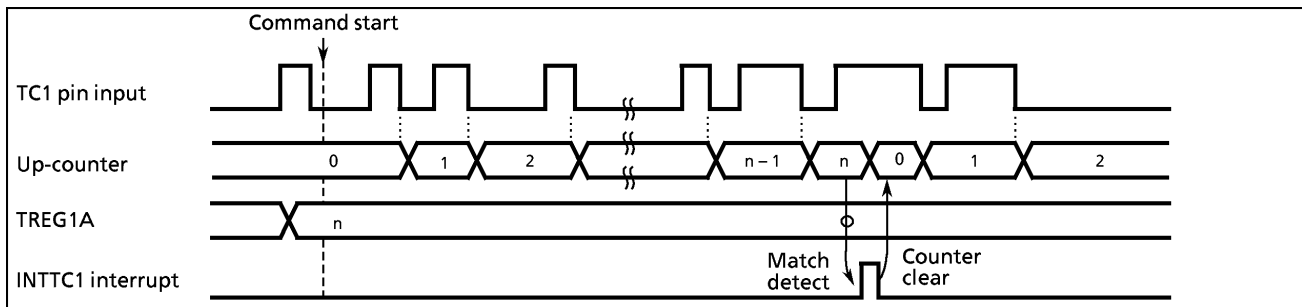 Command start
TC1 pin input
Up-counter 0 1 2 n – 1 n 0 1 2
TREG1A n
Match detect
Counter clear
INTTC1 interrupt